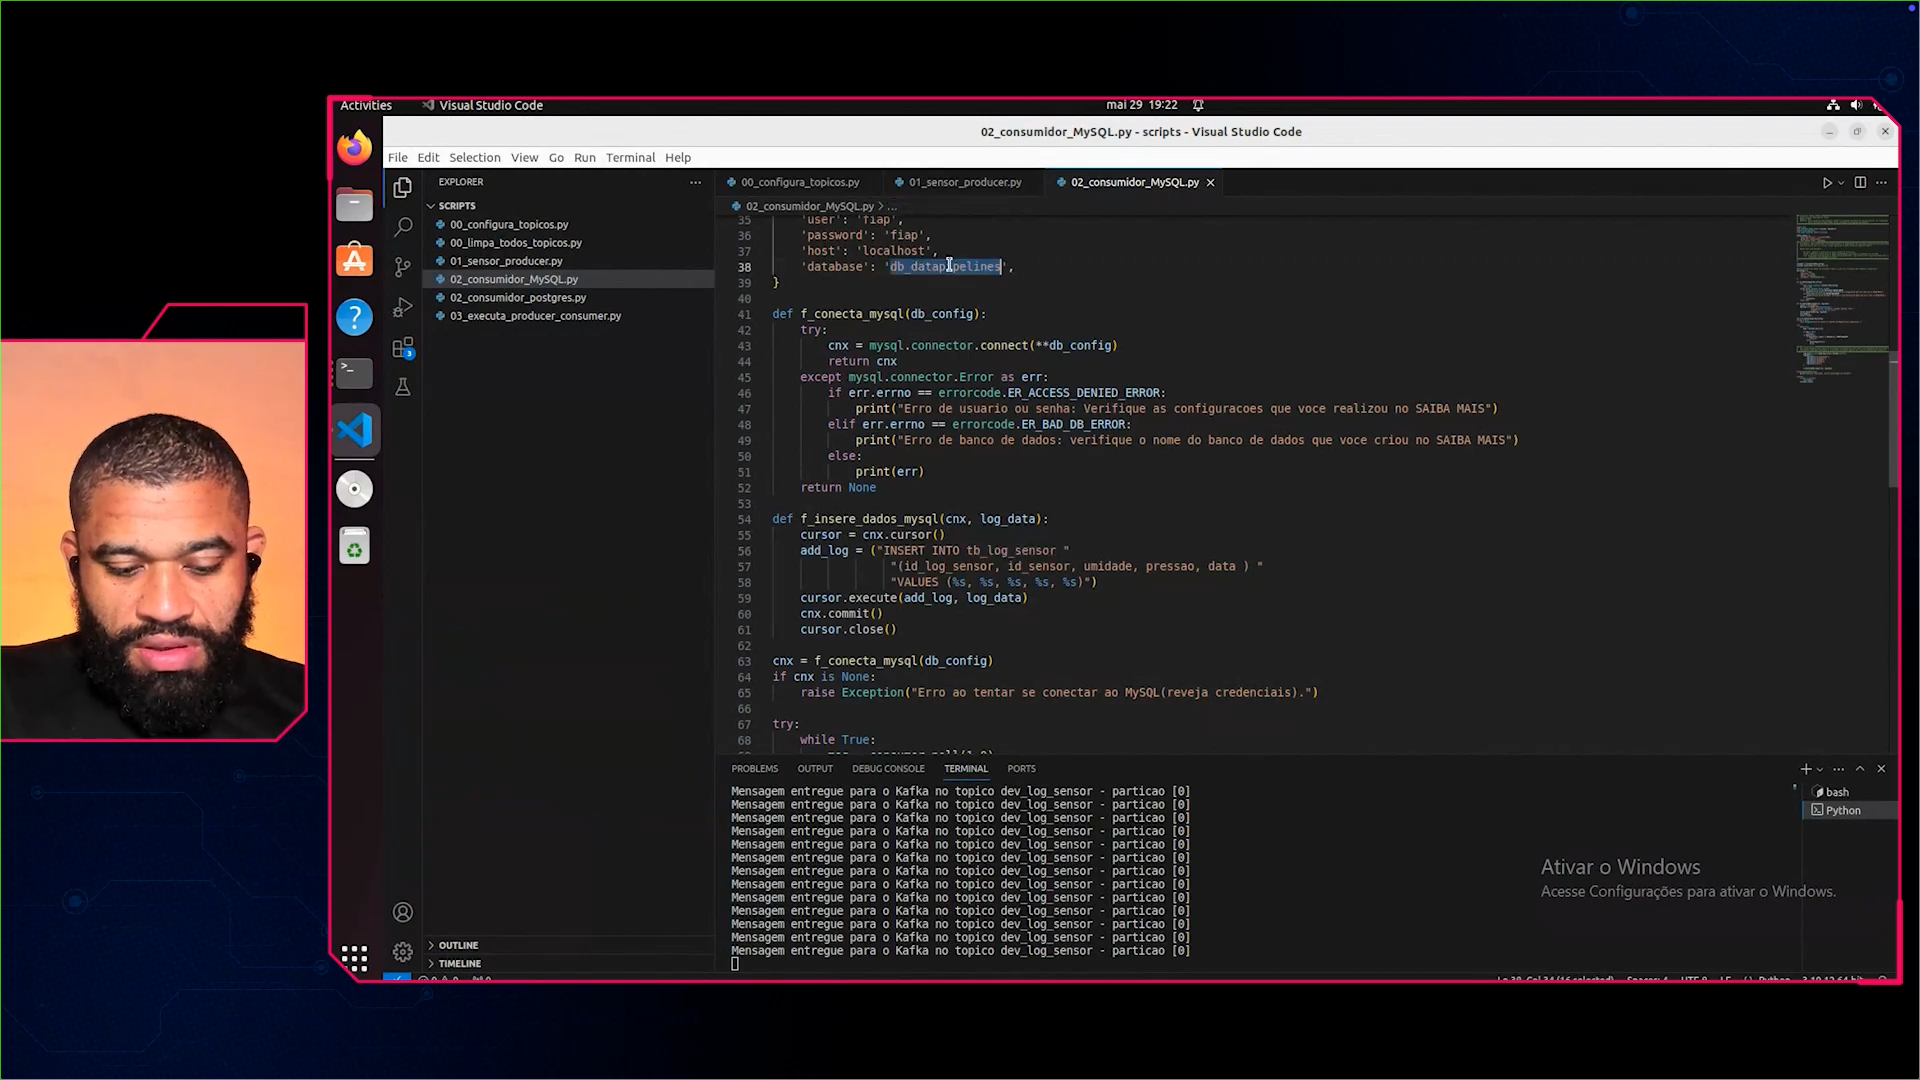 Activities
Visual Studio Code
mai 29 19:22
02_consumidor_MySQL.py - scripts - Visual Studio Code
File Edit Selection View Go Run Terminal Help
EXPLORER
SCRIPTS
00_configura_topicos.py
00_limpa_todos_topicos.py
01_sensor_producer.py
02_consumidor_MySQL.py
02_consumidor_postgres.py
03_executa_producer_consumer.py
3
OUTLINE
TIMELINE
00_configura_topicos.py
01_sensor_producer.py
02_consumidor_MySQL.py
02_consumidor_MySQL.py > ...
35 'user': 'fiap',
36 'password': 'fiap',
37 'host': 'localhost',
38 'database': 'db_datapipelines',
39 }
40
41 def f_conecta_mysql(db_config):
42 try:
43 cnx = mysql.connector.connect(**db_config)
44 return cnx
45 except mysql.connector.Error as err:
46 if err.errno == errorcode.ER_ACCESS_DENIED_ERROR:
47 print("Erro de usuario ou senha: Verifique as configuracoes que voce realizou no SAIBA MAIS")
48 elif err.errno == errorcode.ER_BAD_DB_ERROR:
49 print("Erro de banco de dados: verifique o nome do banco de dados que voce criou no SAIBA MAIS")
50 else:
51 print(err)
52 return None
53
54 def f_insere_dados_mysql(cnx, log_data):
55 cursor = cnx.cursor()
56 add_log = ("INSERT INTO tb_log_sensor "
57 "(id_log_sensor, id_sensor, umidade, pressao, data ) "
58 "VALUES (%s, %s, %s, %s, %s)")
59 cursor.execute(add_log, log_data)
60 cnx.commit()
61 cursor.close()
62
63 cnx = f_conecta_mysql(db_config)
64 if cnx is None:
65 raise Exception("Erro ao tentar se conectar ao MySQL(reveja credenciais).")
66
67 try:
68 while True:
PROBLEMS OUTPUT DEBUG CONSOLE TERMINAL PORTS
Mensagem entregue para o Kafka no topico dev_log_sensor - particao [0]
Mensagem entregue para o Kafka no topico dev_log_sensor - particao [0]
Mensagem entregue para o Kafka no topico dev_log_sensor - particao [0]
Mensagem entregue para o Kafka no topico dev_log_sensor - particao [0]
Mensagem entregue para o Kafka no topico dev_log_sensor - particao [0]
Mensagem entregue para o Kafka no topico dev_log_sensor - particao [0]
Mensagem entregue para o Kafka no topico dev_log_sensor - particao [0]
Mensagem entregue para o Kafka no topico dev_log_sensor - particao [0]
Mensagem entregue para o Kafka no topico dev_log_sensor - particao [0]
Mensagem entregue para o Kafka no topico dev_log_sensor - particao [0]
Mensagem entregue para o Kafka no topico dev_log_sensor - particao [0]
Mensagem entregue para o Kafka no topico dev_log_sensor - particao [0]
Mensagem entregue para o Kafka no topico dev_log_sensor - particao [0]
bash
Python
Ativar o Windows
Acesse Configurações para ativar o Windows.